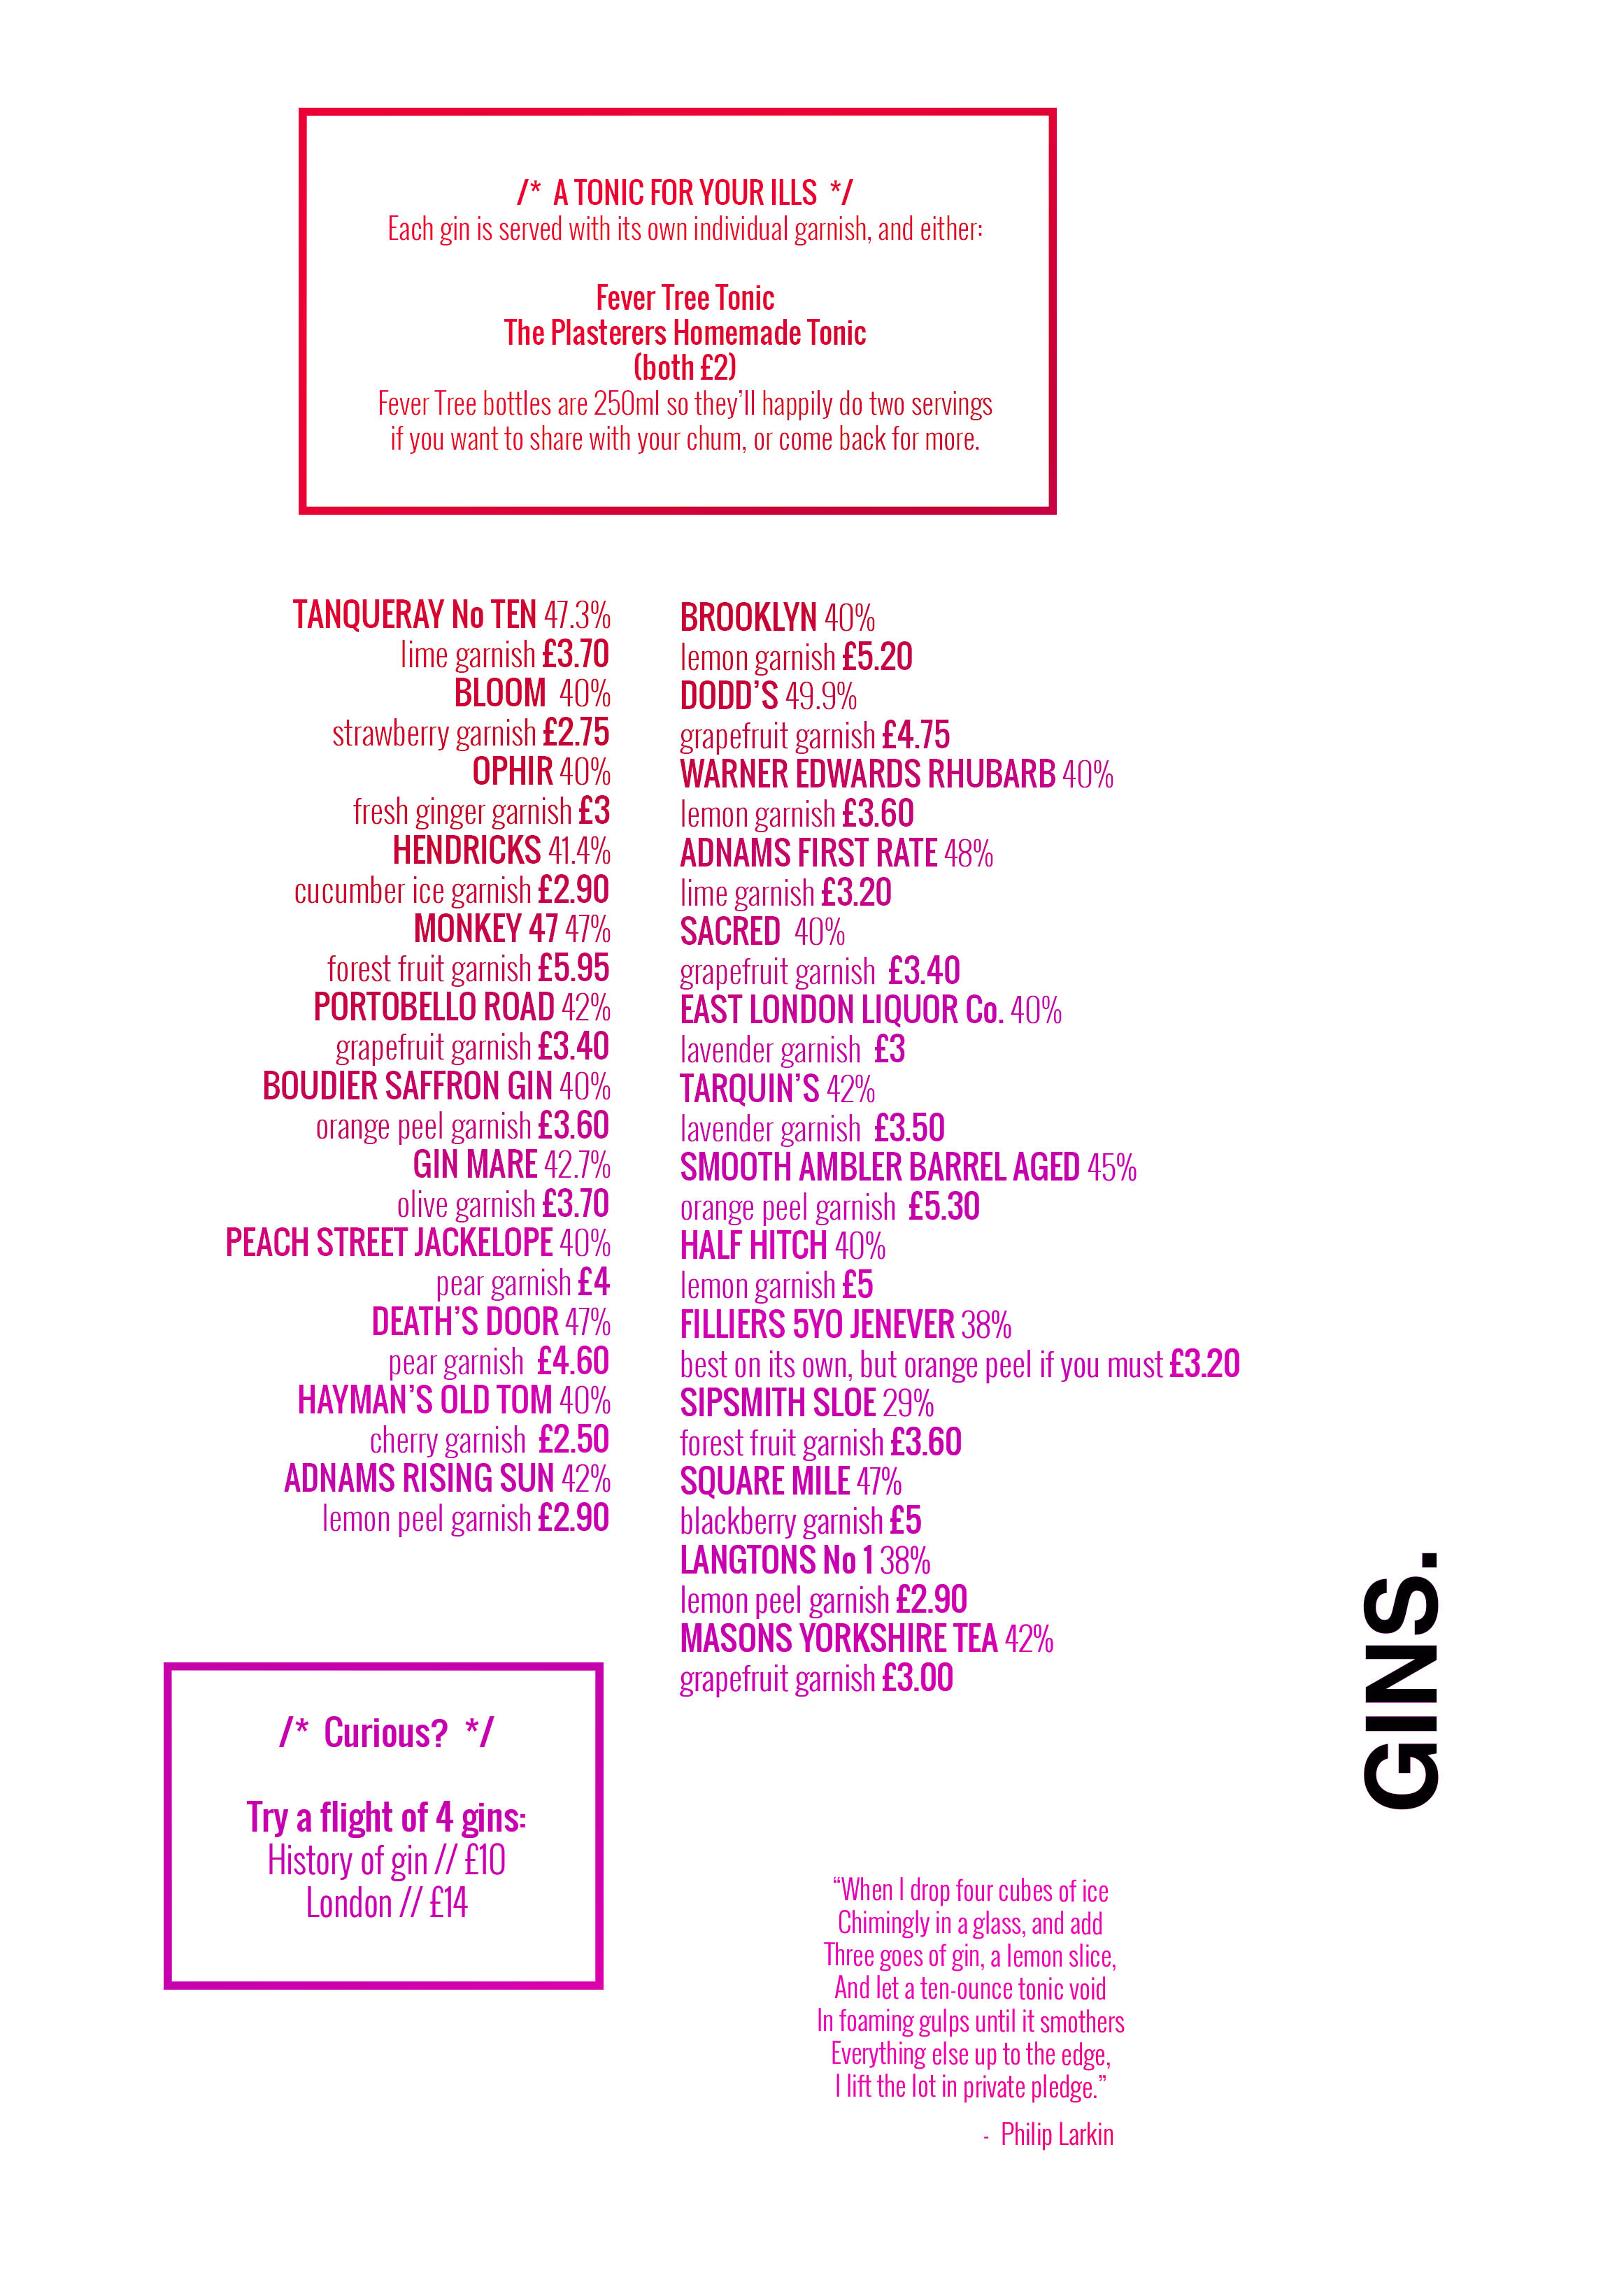 /* A TONIC FOR YOUR ILLS */
Each gin is served with its own individual garnish, and either:
Fever Tree Tonic
The Plasterers Homemade Tonic
(both £2)
Fever Tree bottles are 250ml so they'll happily do two servings
if you want to share with your chum, or come back for more.
TANQUERAY No TEN 47.3%
lime garnish £3.70
BLOOM 40%
strawberry garnish £2.75
OPHIR 40%
fresh ginger garnish £3
HENDRICKS 41.4%
cucumber ice garnish £2.90
MONKEY 47 47%
forest fruit garnish £5.95
PORTOBELLO ROAD 42%
grapefruit garnish £3.40
BOUDIER SAFFRON GIN 40%
orange peel garnish £3.60
GIN MARE 42.7%
olive garnish £3.70
PEACH STREET JACKELOPE 40%
pear garnish £4
DEATH'S DOOR 47%
pear garnish £4.60
HAYMAN'S OLD TOM 40%
cherry garnish £2.50
ADNAMS RISING SUN 42%
lemon peel garnish £2.90
BROOKLYN 40%
lemon garnish £5.20
DODD'S 49.9%
grapefruit garnish £4.75
WARNER EDWARDS RHUBARB 40%
lemon garnish £3.60
ADNAMS FIRST RATE 48%
lime garnish £3.20
SACRED 40%
grapefruit garnish £3.40
EAST LONDON LIQUOR Co. 40%
lavender garnish £3
TARQUIN'S 42%
lavender garnish £3.50
SMOOTH AMBLER BARREL AGED 45%
orange peel garnish £5.30
HALF HITCH 40%
lemon garnish £5
FILLIERS 5YO JENEVER 38%
best on its own, but orange peel if you must £3.20
SIPSMITH SLOE 29%
forest fruit garnish £3.60
SQUARE MILE 47%
blackberry garnish £5
LANGTONS No 1 38%
lemon peel garnish £2.90
MASONS YORKSHIRE TEA 42%
grapefruit garnish £3.00
GINS.
/* Curious? */
Try a flight of 4 gins:
History of gin // £10
London // £14
“When I drop four cubes of ice
Chimingly in a glass, and add
Three goes of gin, a lemon slice,
And let a ten-ounce tonic void
In foaming gulps until it smothers
Everything else up to the edge,
I lift the lot in private pledge.”
- Philip Larkin